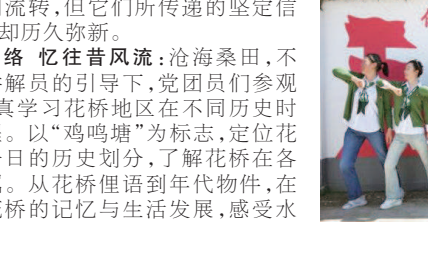 流转，但它们所传递的坚定信
却历久弥新。
络 忆往昔风流：沧海桑田，不
解员的引导下，党团员们参观
真学习花桥地区在不同历史时
。以“鸡鸣塘”为标志，定位花
日的历史划分，了解花桥在各
。从花桥俚语到年代物件，在
花桥的记忆与生活发展，感受水